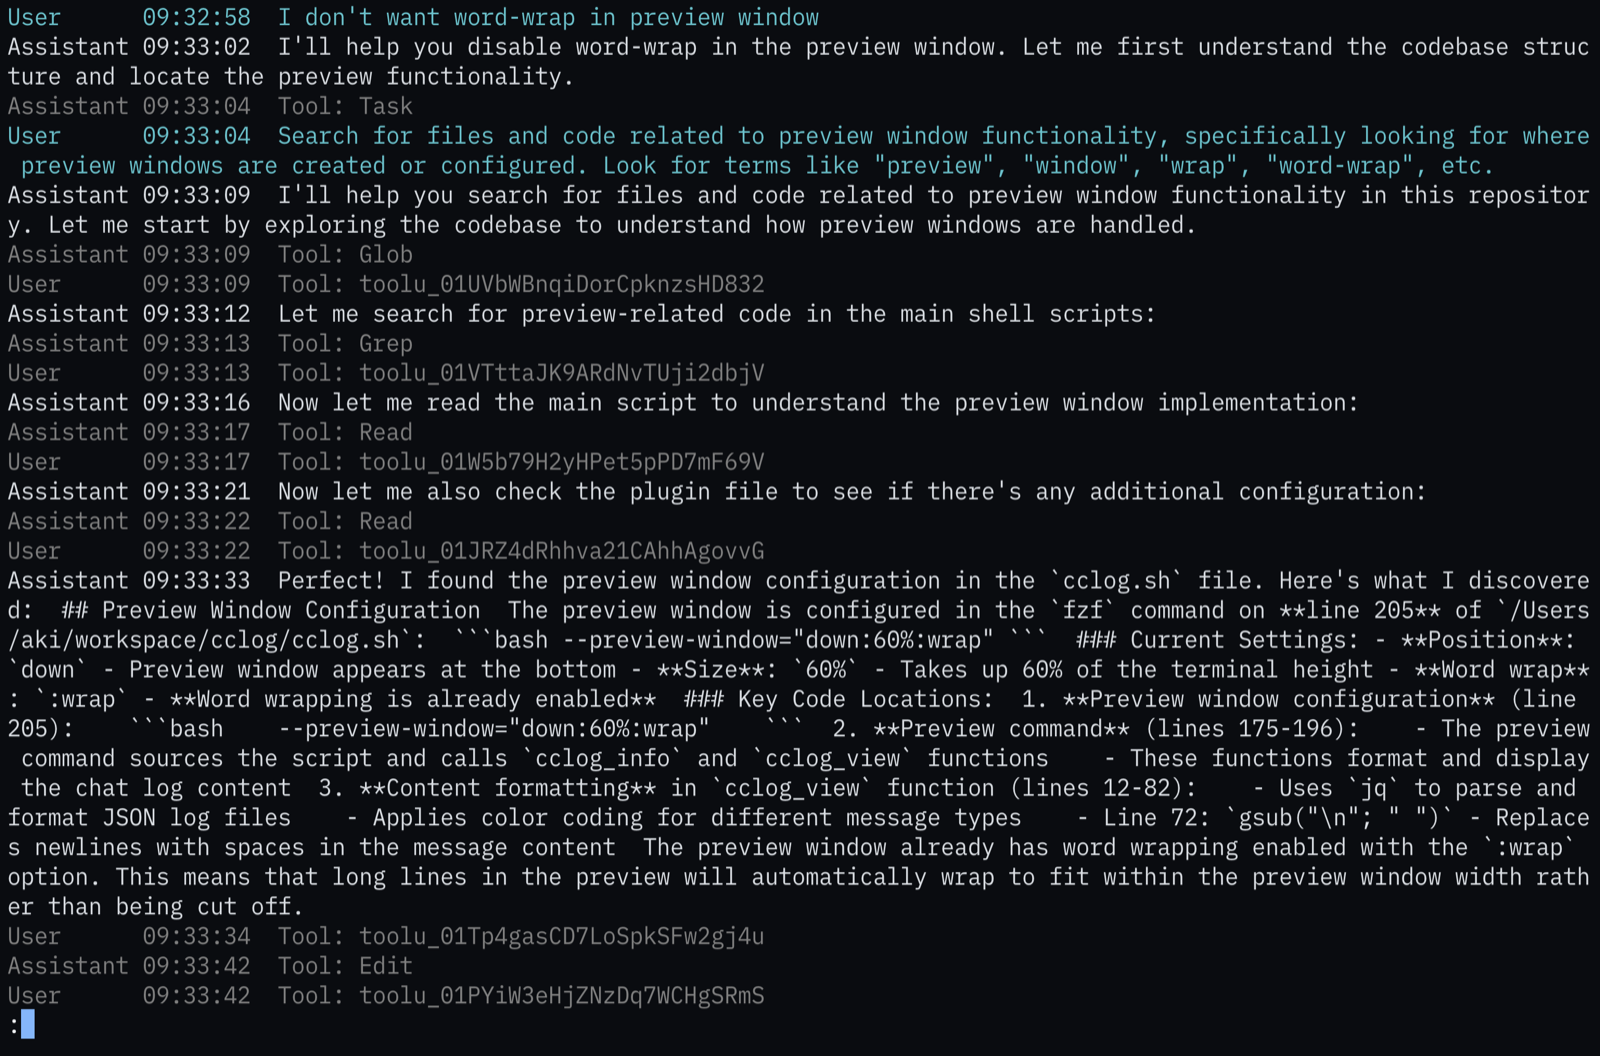 User      09:32:58  I don't want word-wrap in preview window
Assistant 09:33:02  I'll help you disable word-wrap in the preview window. Let me first understand the codebase struc
ture and locate the preview functionality.
Assistant 09:33:04  Tool: Task
User      09:33:04  Search for files and code related to preview window functionality, specifically looking for where
 preview windows are created or configured. Look for terms like "preview", "window", "wrap", "word-wrap", etc.
Assistant 09:33:09  I'll help you search for files and code related to preview window functionality in this repositor
y. Let me start by exploring the codebase to understand how preview windows are handled.
Assistant 09:33:09  Tool: Glob
User      09:33:09  Tool: toolu_01UVbWBnqiDorCpknzsHD832
Assistant 09:33:12  Let me search for preview-related code in the main shell scripts:
Assistant 09:33:13  Tool: Grep
User      09:33:13  Tool: toolu_01VTttaJK9ARdNvTUji2dbjV
Assistant 09:33:16  Now let me read the main script to understand the preview window implementation:
Assistant 09:33:17  Tool: Read
User      09:33:17  Tool: toolu_01W5b79H2yHPet5pPD7mF69V
Assistant 09:33:21  Now let me also check the plugin file to see if there's any additional configuration:
Assistant 09:33:22  Tool: Read
User      09:33:22  Tool: toolu_01JRZ4dRhhva21CAhhAgovvG
Assistant 09:33:33  Perfect! I found the preview window configuration in the `cclog.sh` file. Here's what I discovere
d:  ## Preview Window Configuration  The preview window is configured in the `fzf` command on **line 205** of `/Users
/aki/workspace/cclog/cclog.sh`:  ```bash --preview-window="down:60%:wrap" ```  ### Current Settings: - **Position**:
`down` - Preview window appears at the bottom - **Size**: `60%` - Takes up 60% of the terminal height - **Word wrap**
: `:wrap` - **Word wrapping is already enabled**  ### Key Code Locations:  1. **Preview window configuration** (line
205):    ```bash    --preview-window="down:60%:wrap"    ```  2. **Preview command** (lines 175-196):    - The preview
 command sources the script and calls `cclog_info` and `cclog_view` functions    - These functions format and display
 the chat log content  3. **Content formatting** in `cclog_view` function (lines 12-82):    - Uses `jq` to parse and
format JSON log files    - Applies color coding for different message types    - Line 72: `gsub("\n"; " ")` - Replace
s newlines with spaces in the message content  The preview window already has word wrapping enabled with the `:wrap`
option. This means that long lines in the preview will automatically wrap to fit within the preview window width rath
er than being cut off.
User      09:33:34  Tool: toolu_01Tp4gasCD7LoSpkSFw2gj4u
Assistant 09:33:42  Tool: Edit
User      09:33:42  Tool: toolu_01PYiW3eHjZNzDq7WCHgSRmS
: